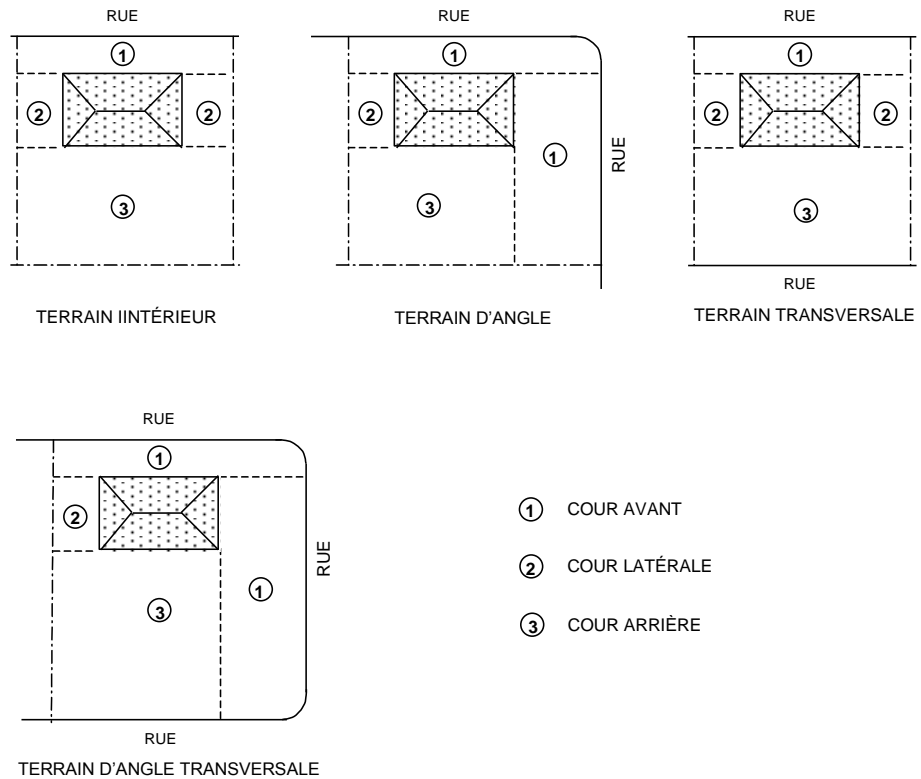 RUE
1
2
2
3
TERRAIN IINTÉRIEUR
RUE
1
2
1
RUE
3
TERRAIN D'ANGLE
RUE
1
2
2
3
RUE
TERRAIN TRANSVERSALE
RUE
1
2
RUE
1
3
RUE
TERRAIN D'ANGLE TRANSVERSALE
1 COUR AVANT
2 COUR LATÉRALE
3 COUR ARRIÈRE